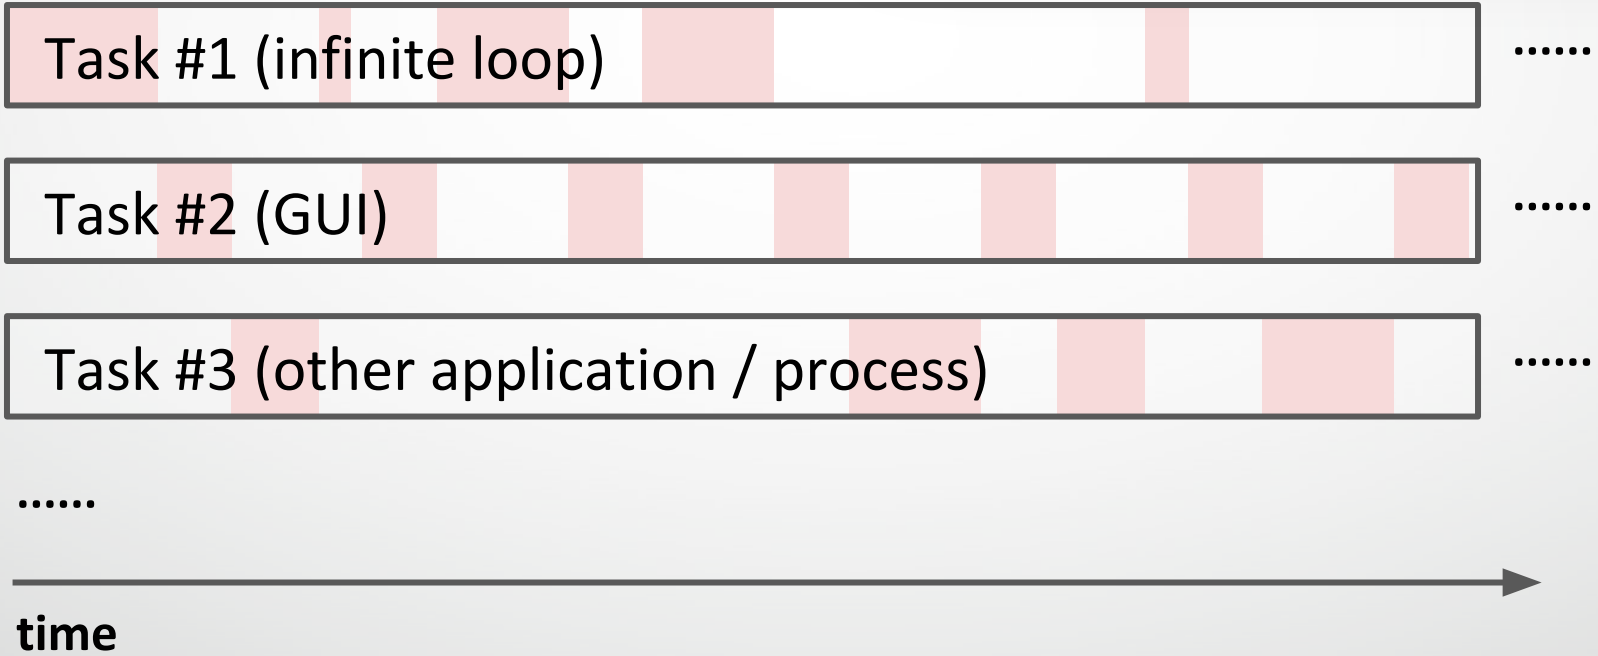 Task #1 (infinite loop)
......
Task #2 (GUI)
......
Task #3 (other application / process)
......
......
time